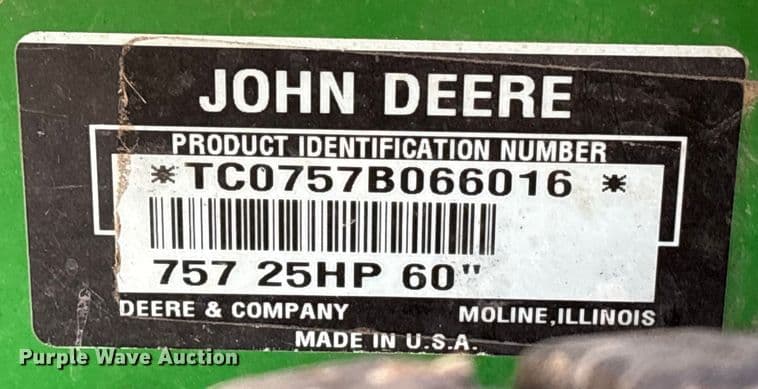 JOHN DEERE
PRODUCT IDENTIFICATION NUMBER
*TC0757B066016 *
757 25HP 60"
DEERE & COMPANY MOLINE,ILLINOIS
MADE IN U.S.A.
Purple Wave Auction